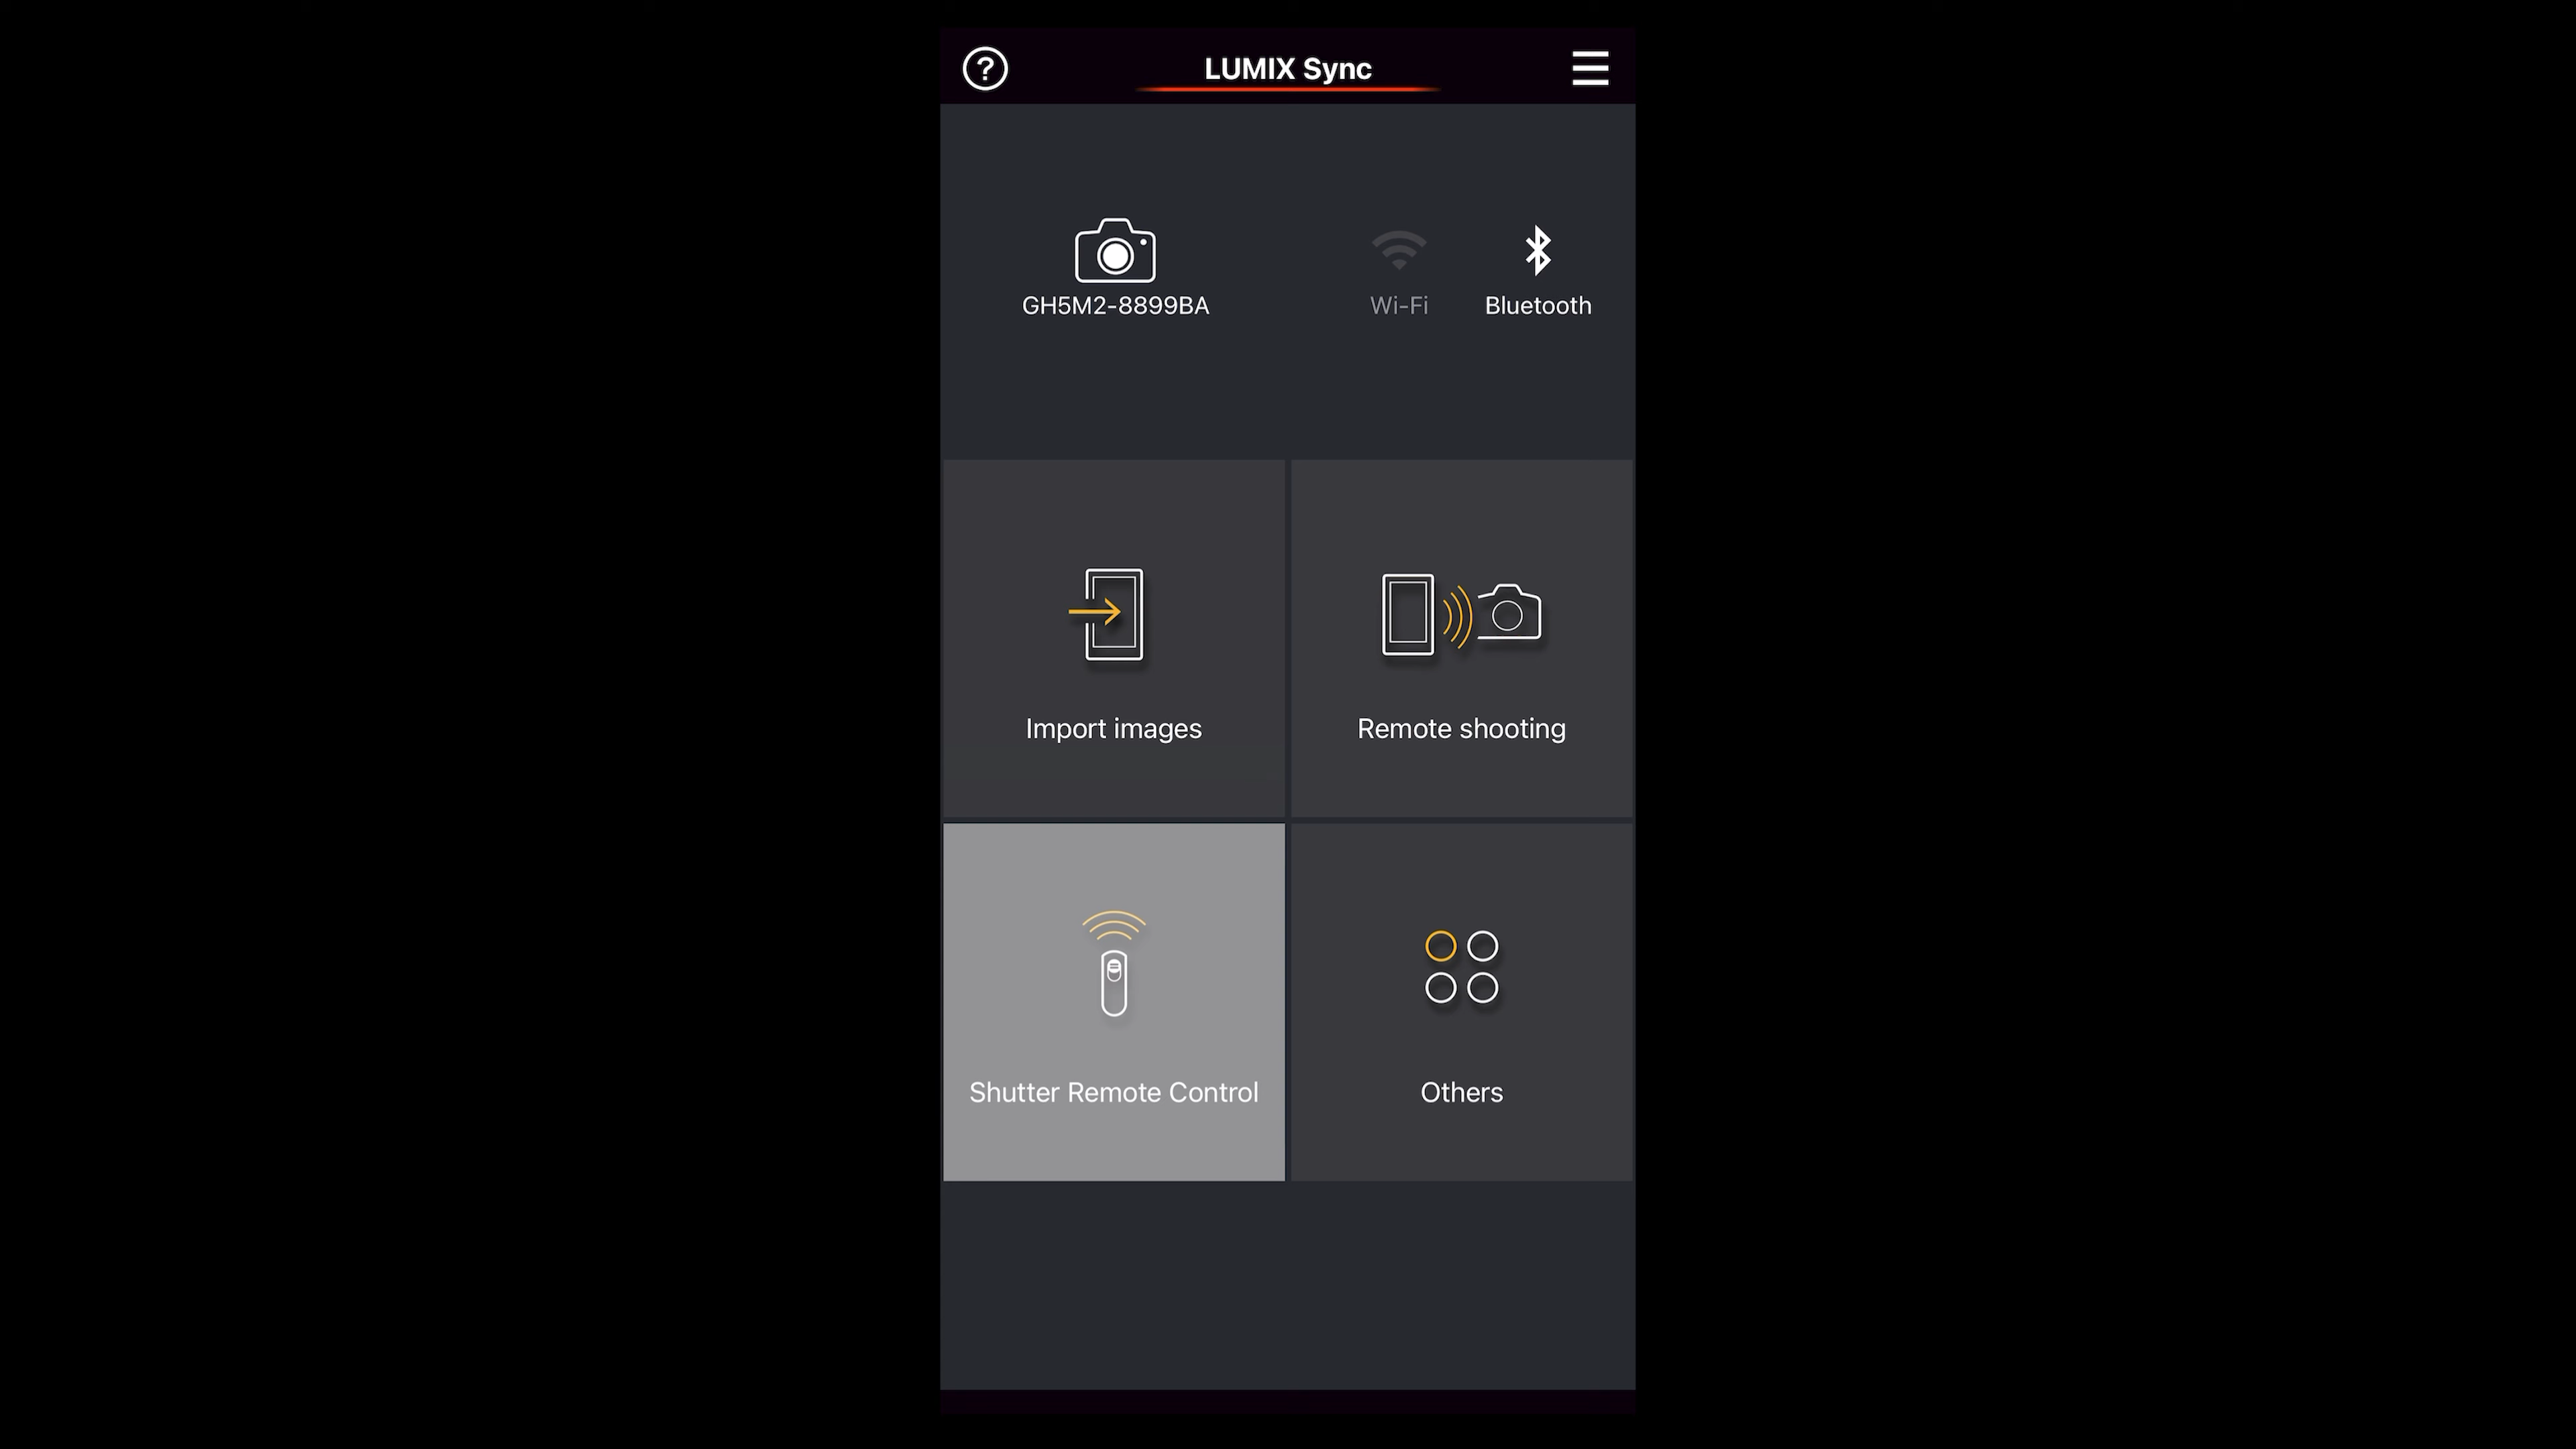 LUMIX Sync
GH5M2-8899BA
Wi-Fi
Bluetooth
Import images
Remote shooting
Shutter Remote Control
Others